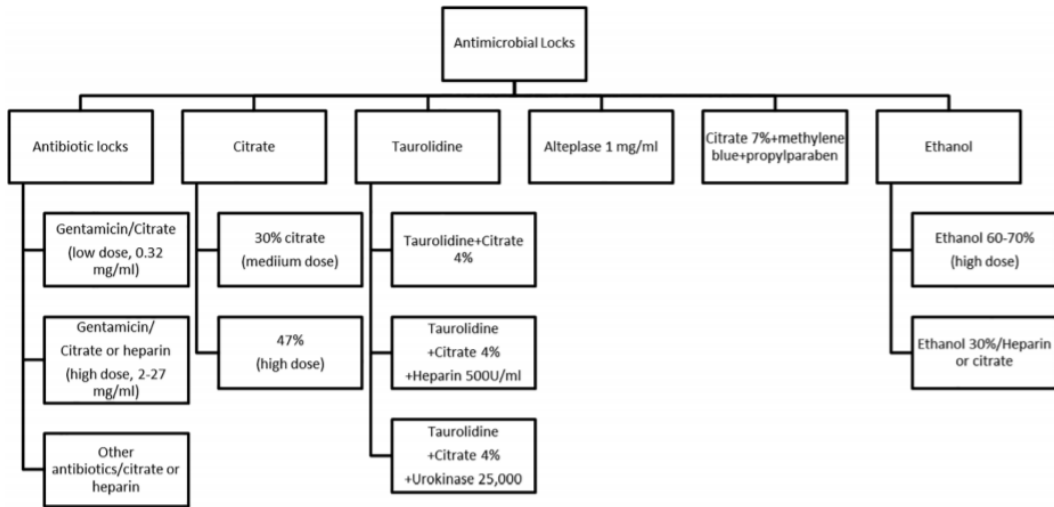 Antimicrobial Locks
Antibiotic locks
Citrate
Taurolidine
Alteplase 1 mg/ml
Citrate 7%+methylene
blue+propylparaben
Ethanol
Gentamicin/Citrate
(low dose, 0.32
mg/ml)
Gentamicin/
Citrate or heparin
(high dose, 2-27
mg/ml)
Other
antibiotics/citrate or
heparin
30% citrate
(mediium dose)
47%
(high dose)
Taurolidine+Citrate
4%
Taurolidine
+Citrate 4%
+Heparin 500U/ml
Taurolidine
+Citrate 4%
+Urokinase 25,000
Ethanol 60-70%
(high dose)
Ethanol 30%/Heparin
or citrate